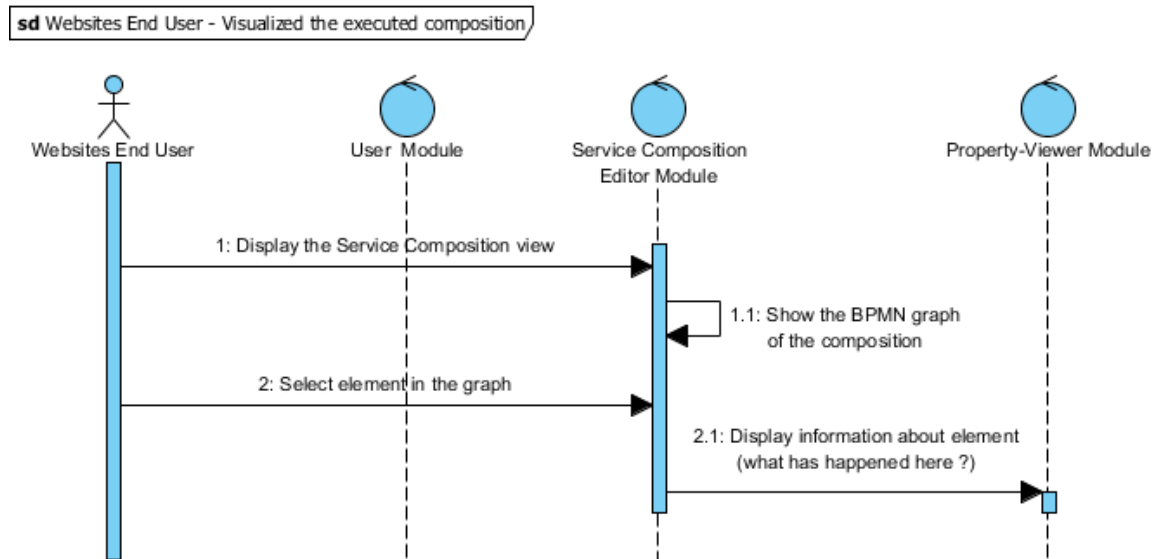 sd Websites End User - Visualized the executed composition
Websites End User
User Module
Service Composition
Editor Module
Property-Viewer Module
1: Display the Service Composition view
1.1: Show the BPMN graph
of the composition
2: Select element in the graph
2.1: Display information about element
(what has happened here ?)